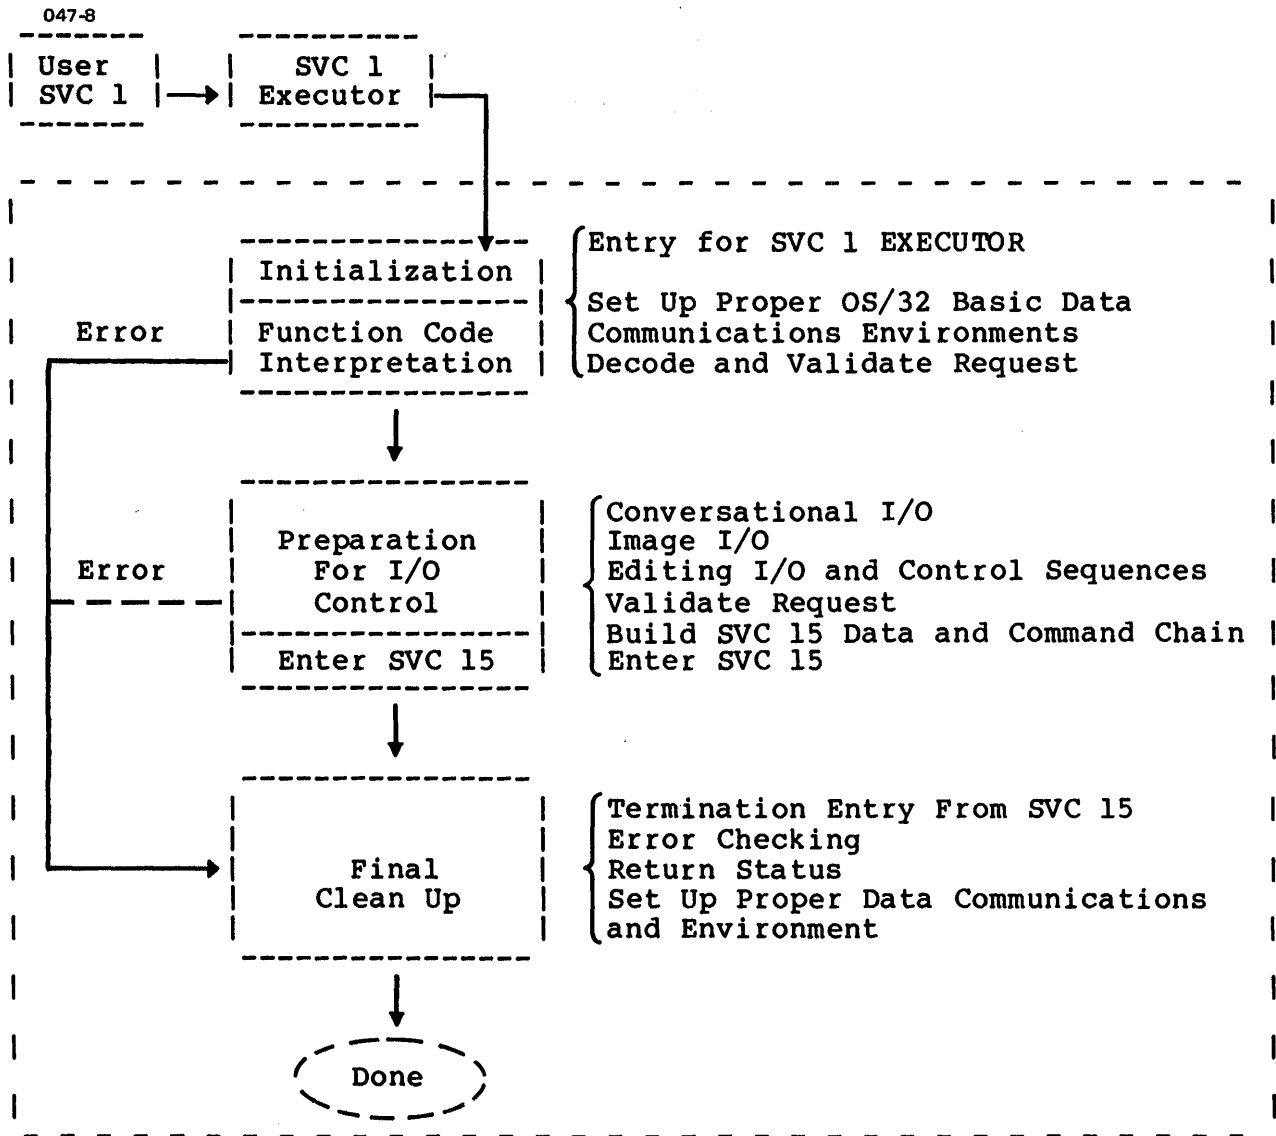 047-8
User
SVC 1
SVC 1
Executor
Initialization
Function Code
Interpretation
Error
Entry for SVC 1 EXECUTOR
Set Up Proper OS/32 Basic Data
Communications Environments
Decode and Validate Request
Preparation
For I/O
Control
Enter SVC 15
Error
Conversational I/O
Image I/O
Editing I/O and Control Sequences
Validate Request
Build SVC 15 Data and Command Chain
Enter SVC 15
Final
Clean Up
Termination Entry From SVC 15
Error Checking
Return Status
Set Up Proper Data Communications
and Environment
Done